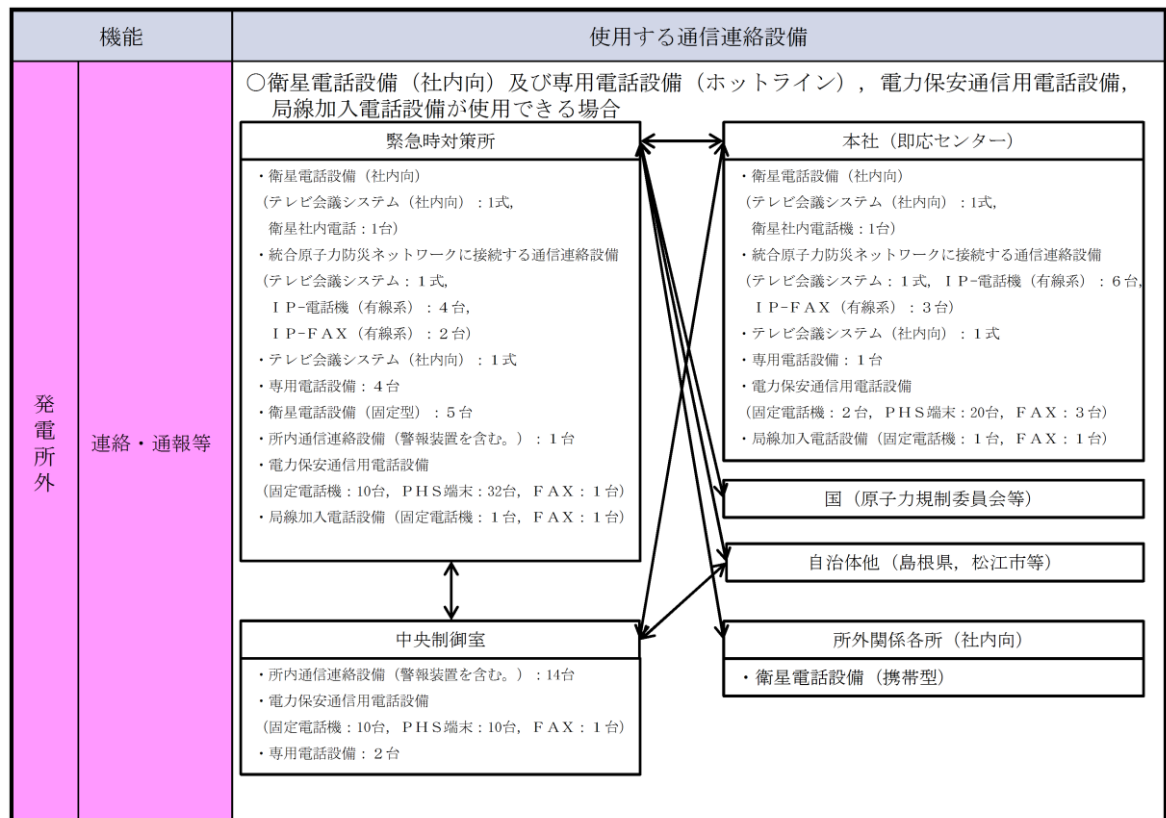 機能
使用する通信連絡設備
発電所外
連絡・通報等
○衛星電話設備（社内向）及び専用電話設備（ホットライン），電力保安通信用電話設備，
局線加入電話設備が使用できる場合
緊急時対策所
・衛星電話設備（社内向）
（テレビ会議システム（社内向）：1式，
衛星社内電話：1台）
・統合原子力防災ネットワークに接続する通信連絡設備
（テレビ会議システム：１式，
ＩＰ-電話機（有線系）：４台，
ＩＰ-ＦＡＸ（有線系）：２台）
・テレビ会議システム（社内向）：１式
・専用電話設備：４台
・衛星電話設備（固定型）：５台
・所内通信連絡設備（警報装置を含む。）：１台
・電力保安通信用電話設備
（固定電話機：10台，ＰＨＳ端末：32台，ＦＡＸ：１台）
・局線加入電話設備（固定電話機：１台，ＦＡＸ：１台）
本社（即応センター）
・衛星電話設備（社内向）
（テレビ会議システム（社内向）：1式，
衛星社内電話機：1台）
・統合原子力防災ネットワークに接続する通信連絡設備
（テレビ会議システム：１式，ＩＰ-電話機（有線系）：６台，
ＩＰ-ＦＡＸ（有線系）：３台）
・テレビ会議システム（社内向）：１式
・専用電話設備：１台
・電力保安通信用電話設備
（固定電話機：２台，ＰＨＳ端末：20台，ＦＡＸ：３台）
・局線加入電話設備（固定電話機：１台，ＦＡＸ：１台）
国（原子力規制委員会等）
自治体他（島根県，松江市等）
中央制御室
・所内通信連絡設備（警報装置を含む。）：14台
・電力保安通信用電話設備
（固定電話機：10台，ＰＨＳ端末：10台，ＦＡＸ：１台）
・専用電話設備：２台
所外関係各所（社内向）
・衛星電話設備（携帯型）